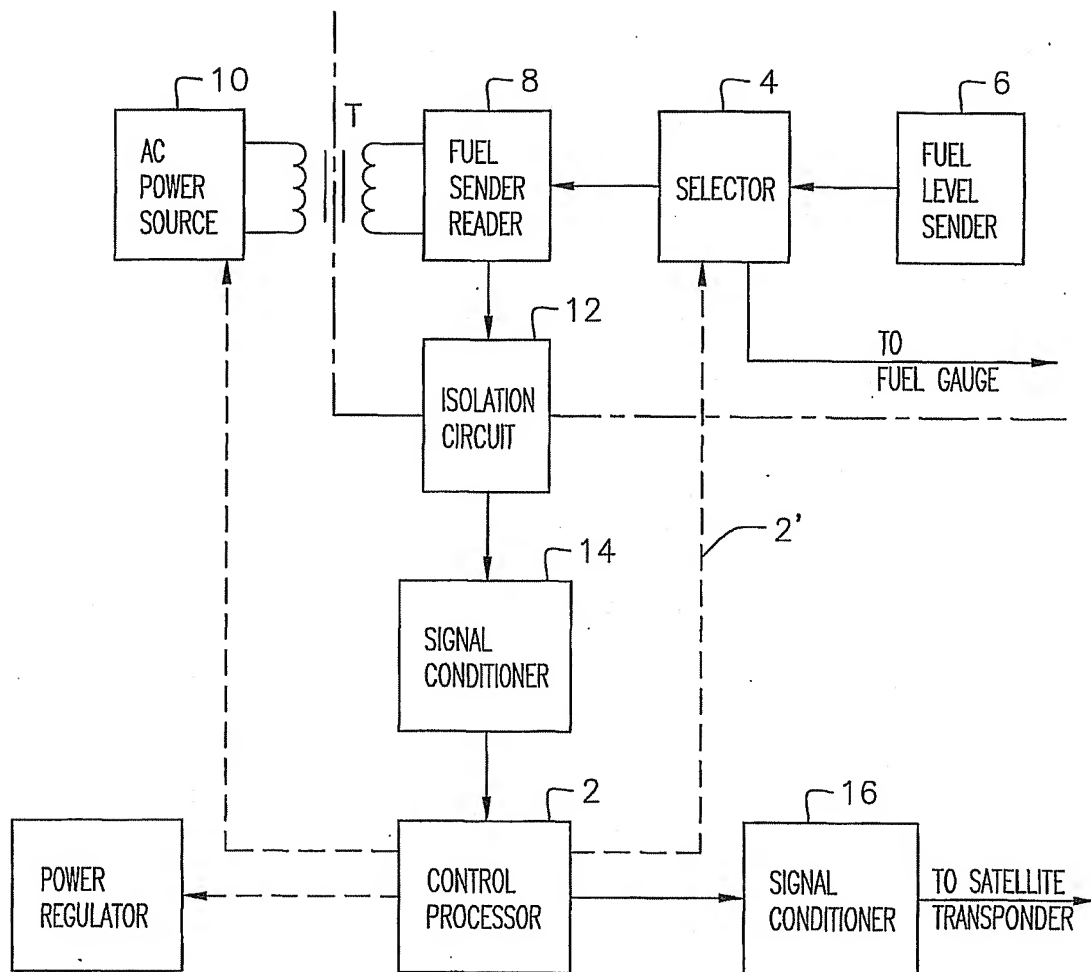 10
8
4
6
T
AC
POWER
SOURCE
FUEL
SENDER
READER
SELECTOR
FUEL
LEVEL
SENDER
12
TO
FUEL GAUGE
ISOLATION
CIRCUIT
2'
14
SIGNAL
CONDITIONER
2
16
POWER
REGULATOR
CONTROL
PROCESSOR
SIGNAL
CONDITIONER
TO SATELLITE
TRANSPONDER